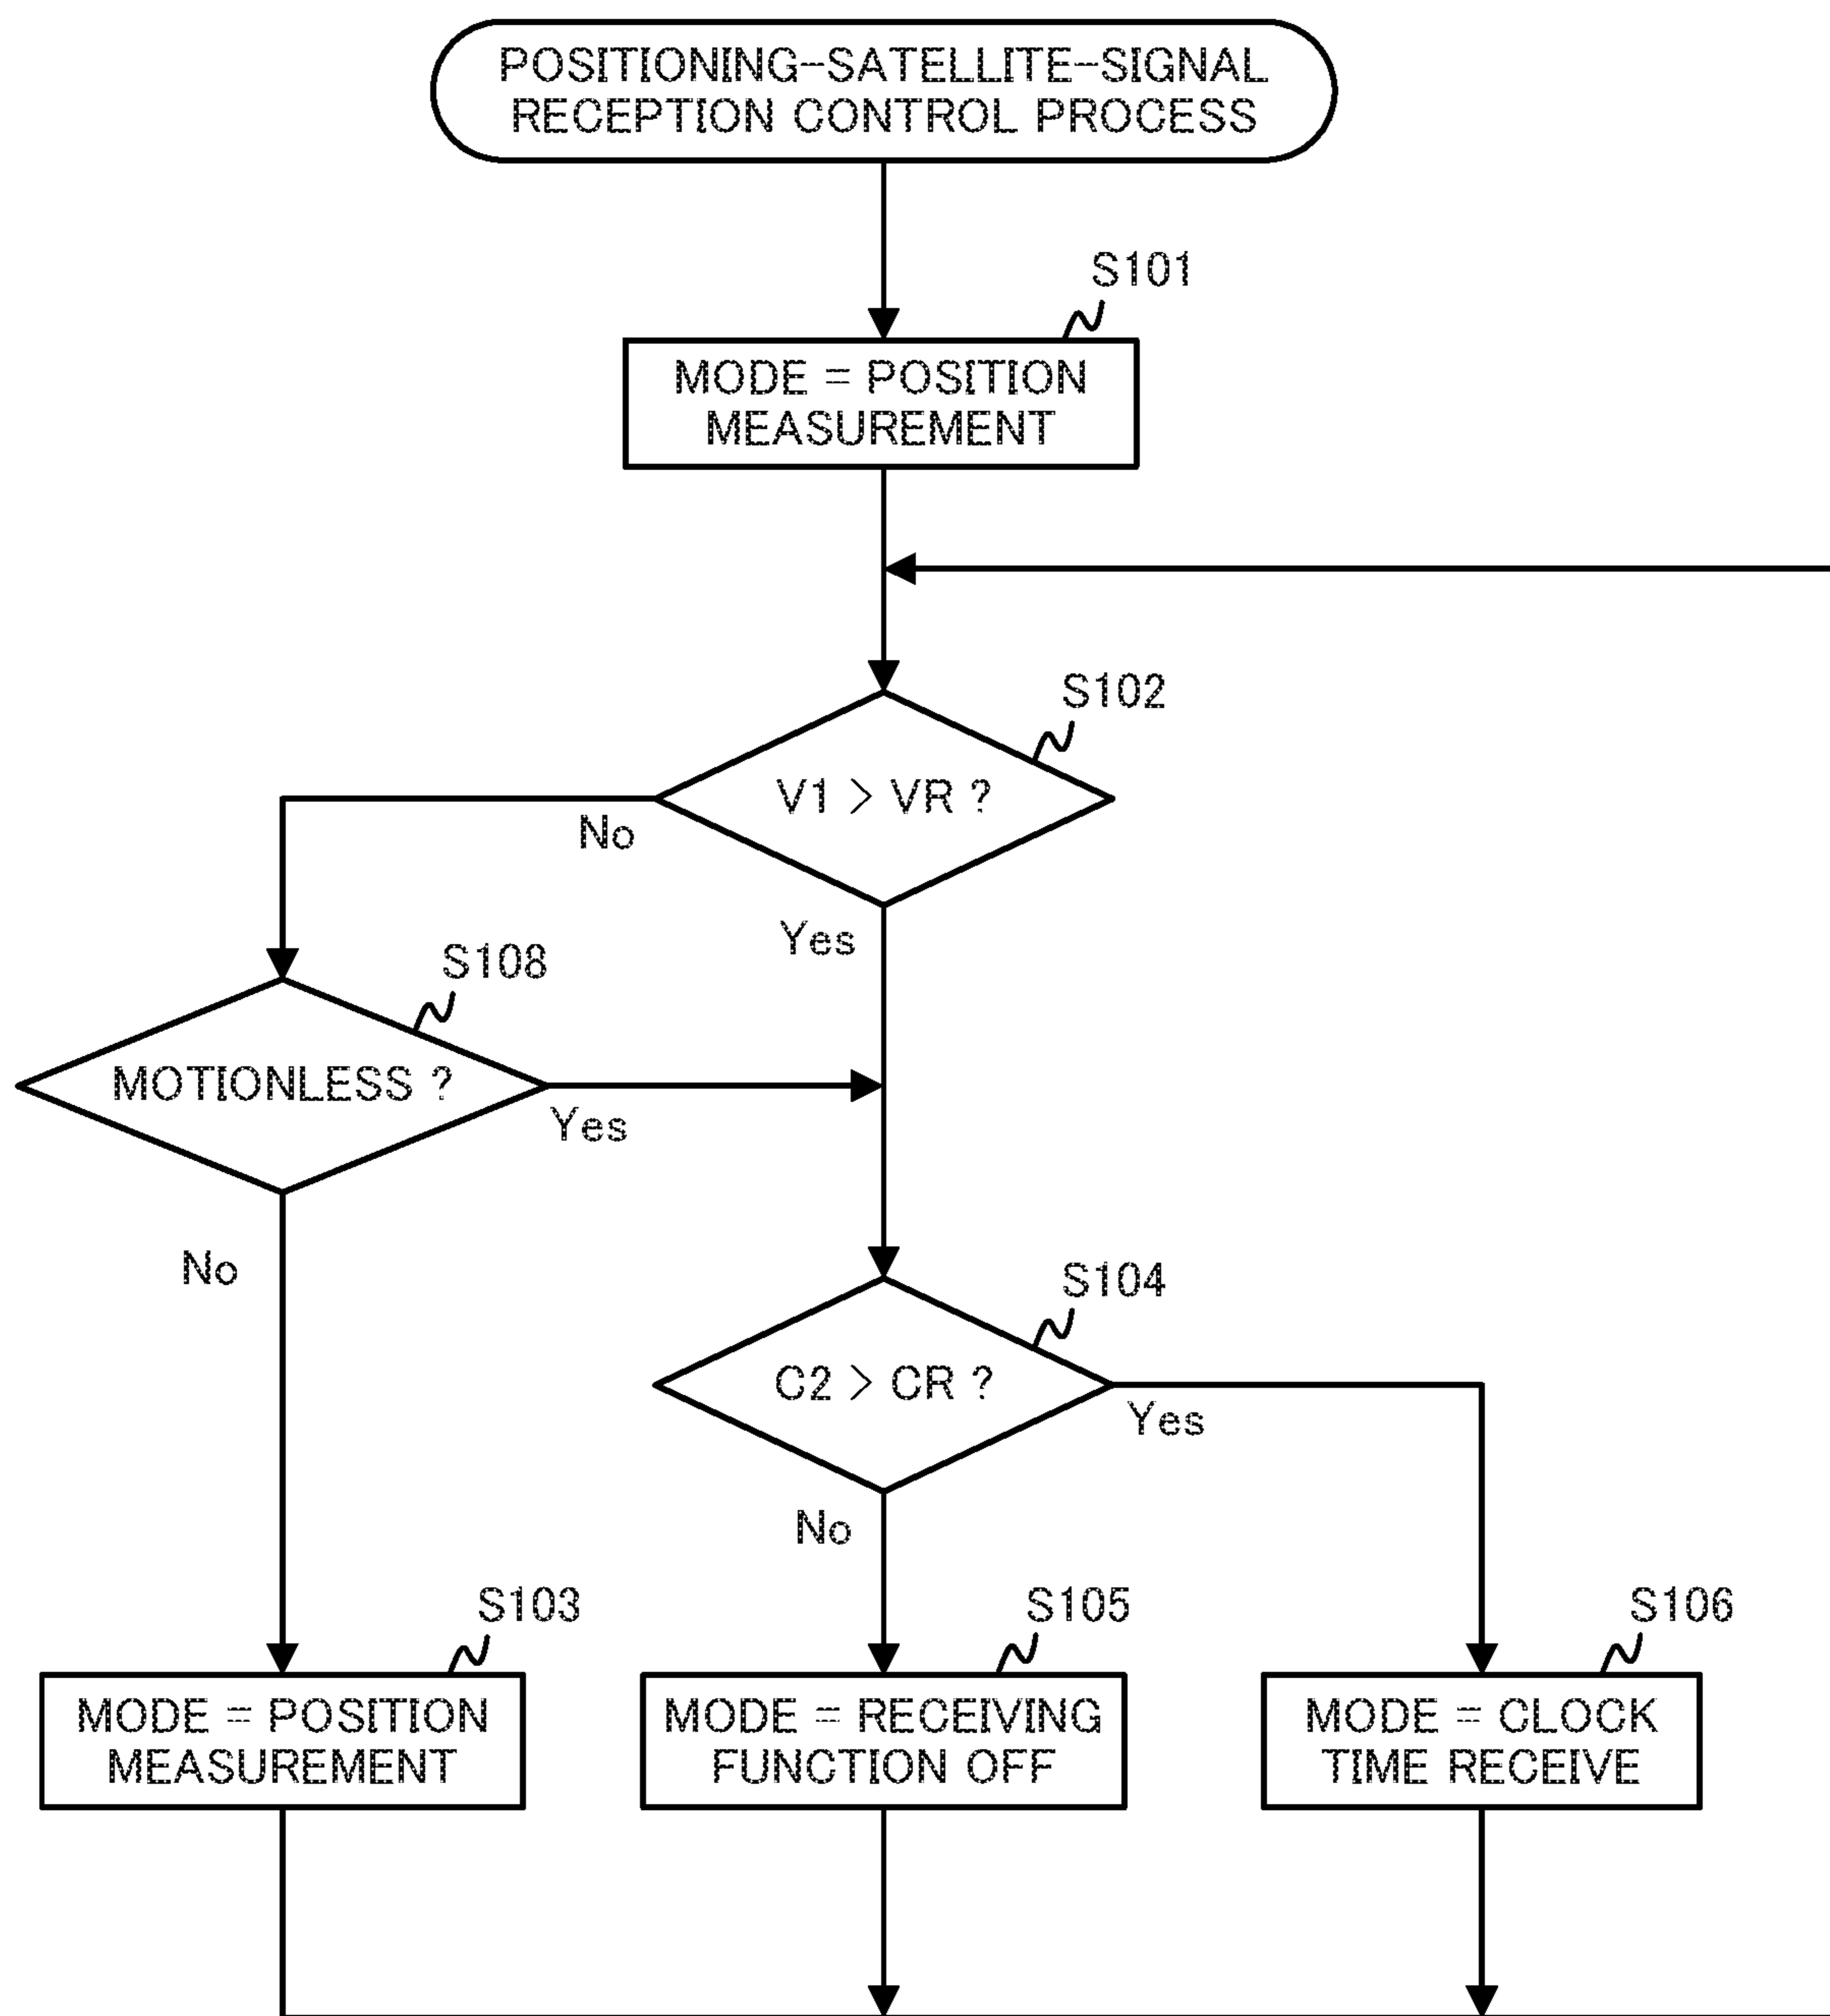 POSITIONING-SATELLITE-SIGNAL
RECEPTION CONTROL PROCESS
S101
MODE = POSITION
MEASUREMENT
S102
V1 > VR ?
No
Yes
S108
MOTIONLESS ?
Yes
No
S104
C2 > CR ?
Yes
No
S103
MODE = POSITION
MEASUREMENT
S105
MODE = RECEIVING
FUNCTION OFF
S106
MODE = CLOCK
TIME RECEIVE